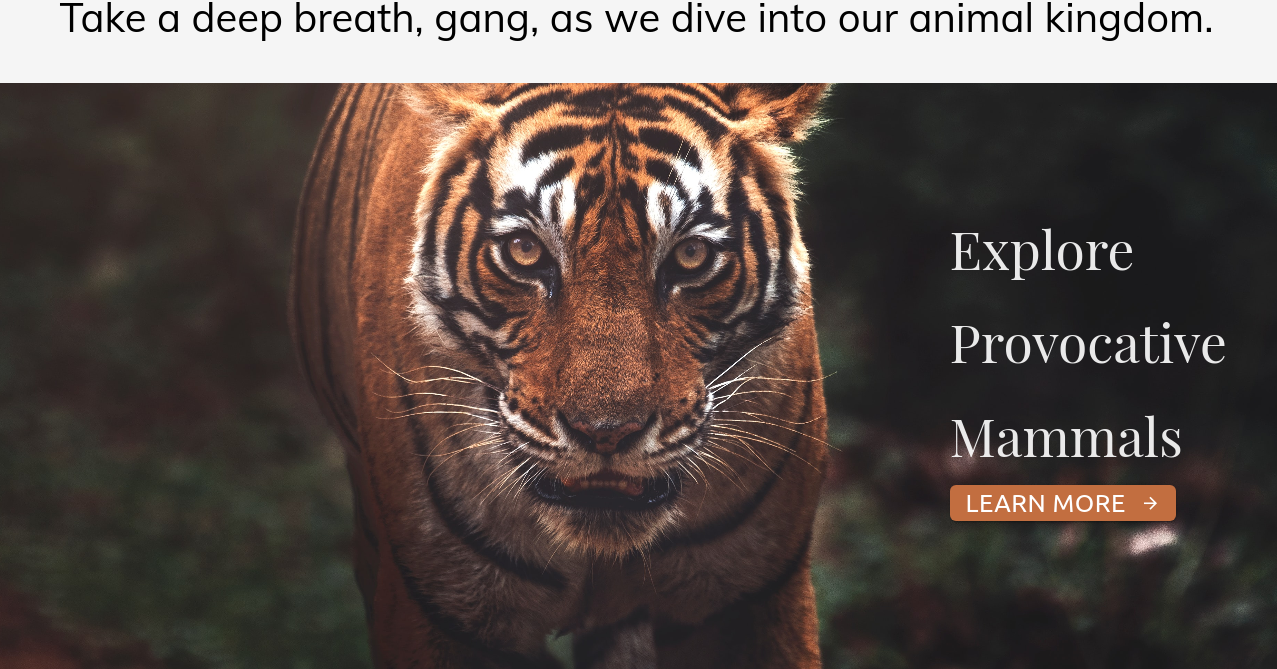 Take a deep breath, gang, as we dive into our animal kingdom.
Explore
Provocative
Mammals
LEARN MORE →